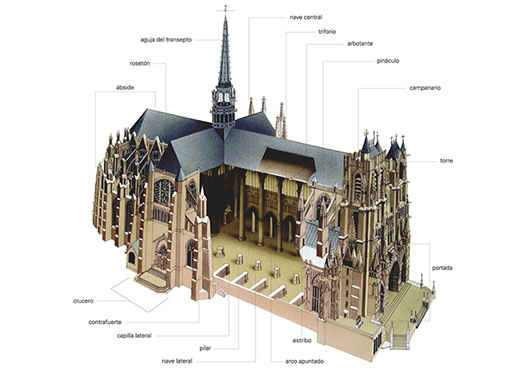 nave central
triforio
aguja del transepto
arbotante
rosetón
pináculo
ábside
campanario
torre
portada
crucero
contrafuerte
estribo
capilla lateral
pilar
nave lateral
arco apuntado